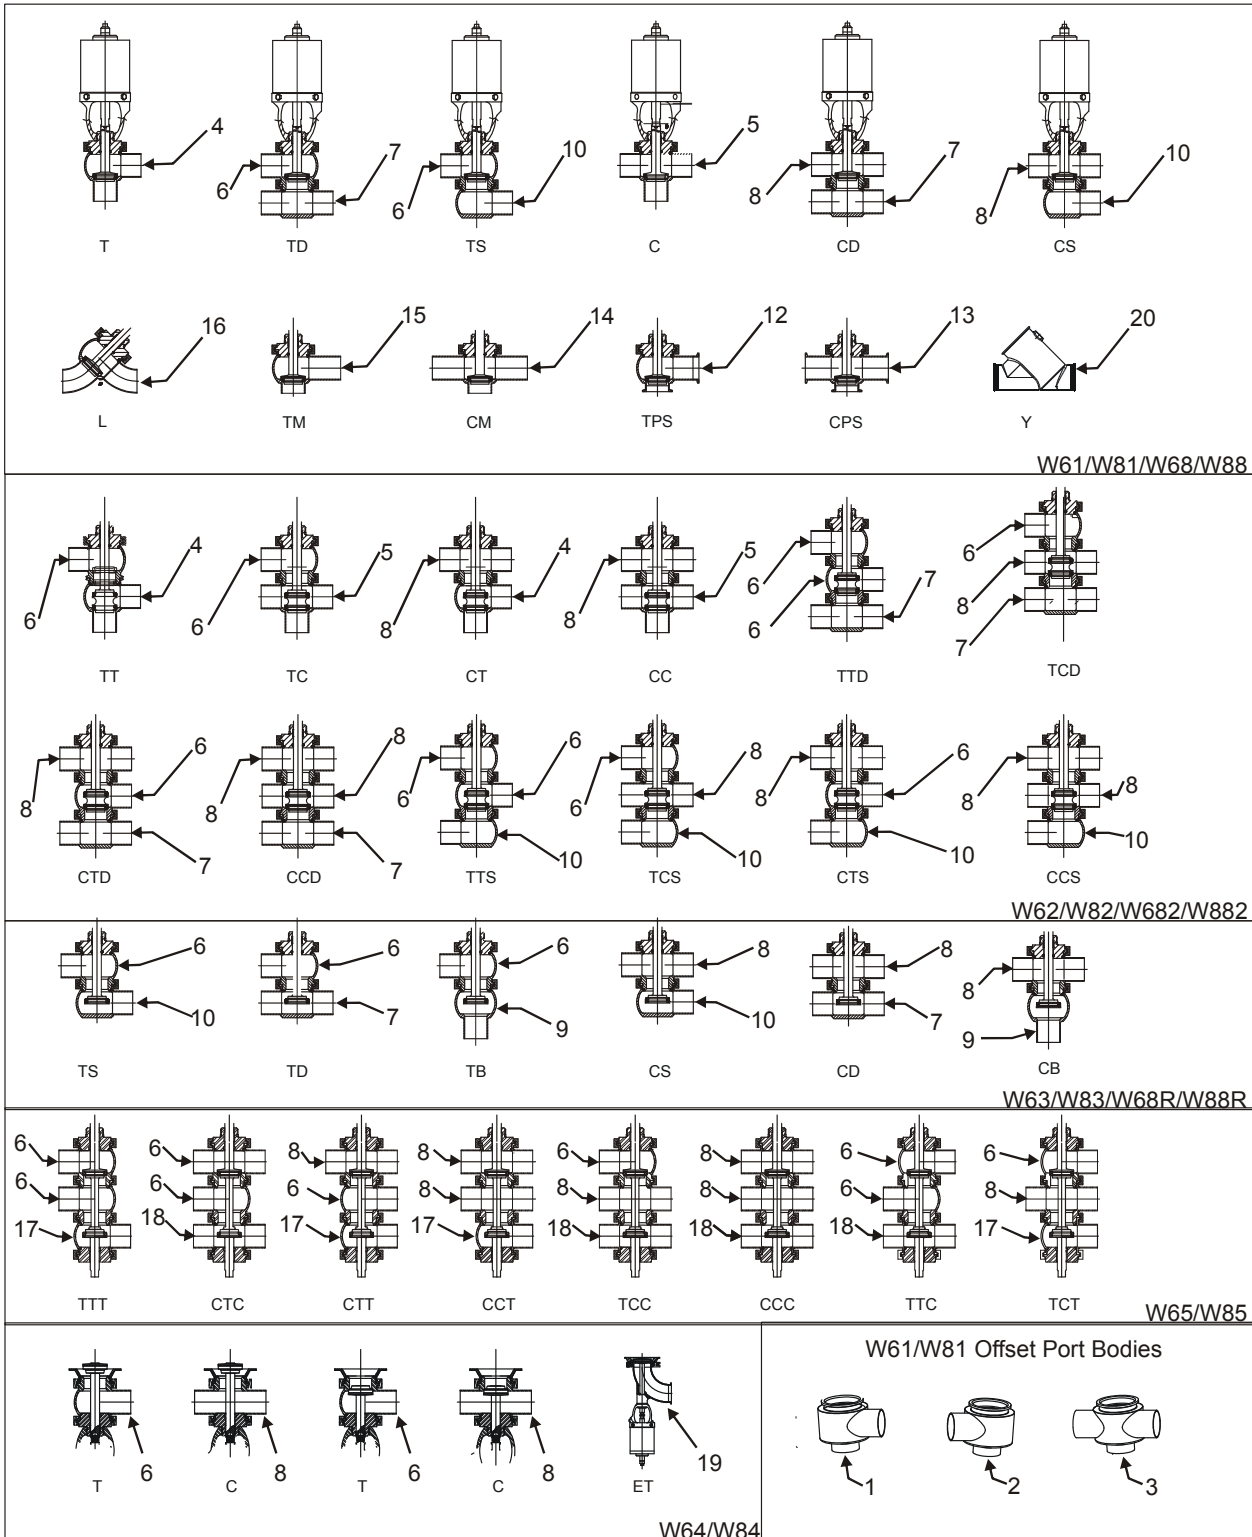 4
6
7
6
10
5
8
7
8
10
T
TD
TS
C
CD
CS
16
15
14
12
13
20
L
TM
CM
TPS
CPS
Y
W61/W81/W68/W88
6
4
6
5
8
4
8
5
6
6
7
6
8
7
TT
TC
CT
CC
TTD
TCD
8
6
7
8
8
7
6
6
10
6
8
10
8
6
10
8
8
10
CTD
CCD
TTS
TCS
CTS
CCS
W62/W82/W682/W882
6
10
6
7
6
9
8
10
8
7
8
9
TS
TD
TB
CS
CD
CB
W63/W83/W68R/W88R
6
6
17
6
6
18
8
6
17
8
8
17
6
8
18
8
8
18
6
6
18
6
8
17
TTT
CTC
CTT
CCT
TCC
CCC
TTC
TCT
W65/W85
6
8
6
8
19
T
C
T
C
ET
W64/W84
W61/W81 Offset Port Bodies
1
2
3